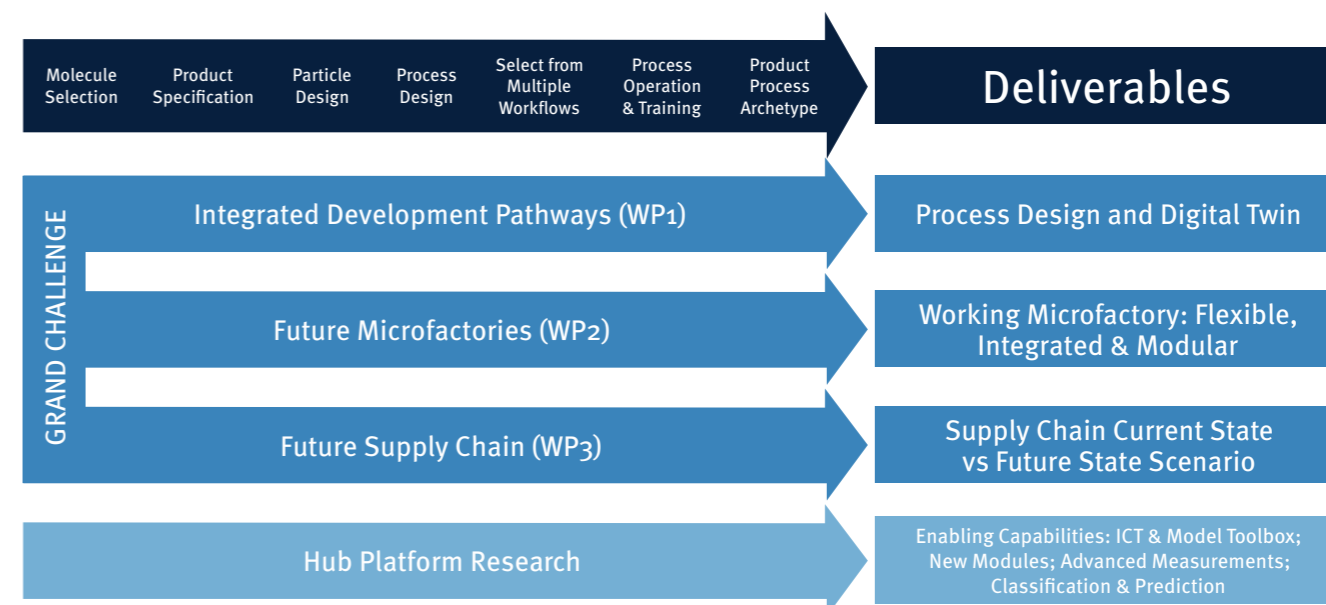 Molecule
Selection
Product
Specification
Particle
Design
Process
Design
Select from
Multiple
Workflows
Process
Operation
& Training
Product
Process
Archetype
Deliverables
GRAND CHALLENGE
Integrated Development Pathways (WP1)
Process Design and Digital Twin
Future Microfactories (WP2)
Working Microfactory: Flexible,
Integrated & Modular
Future Supply Chain (WP3)
Supply Chain Current State
vs Future State Scenario
Hub Platform Research
Enabling Capabilities: ICT & Model Toolbox;
New Modules; Advanced Measurements;
Classification & Prediction